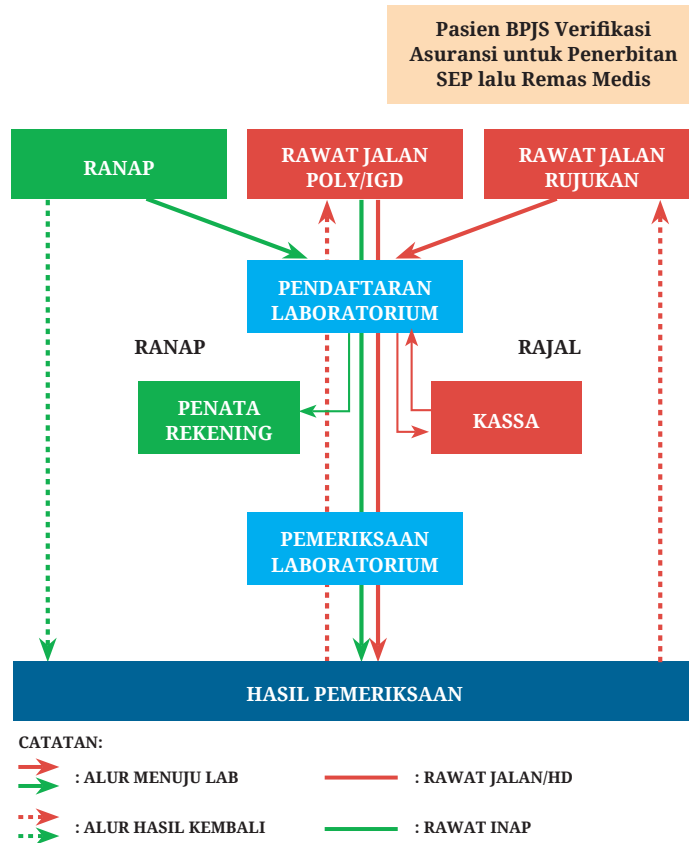 Pasien BPJS Verifikasi
Asuransi untuk Penerbitan
SEP lalu Remas Medis
RANAP
RAWAT JALAN
POLY/IGD
RAWAT JALAN
RUJUKAN
PENDAFTARAN
LABORATORIUM
RANAP
RAJAL
PENATA
REKENING
KASSA
PEMERIKSAAN
LABORATORIUM
HASIL PEMERIKSAAN
CATATAN:
: ALUR MENUJU LAB
: RAWAT JALAN/HD
: ALUR HASIL KEMBALI
: RAWAT INAP